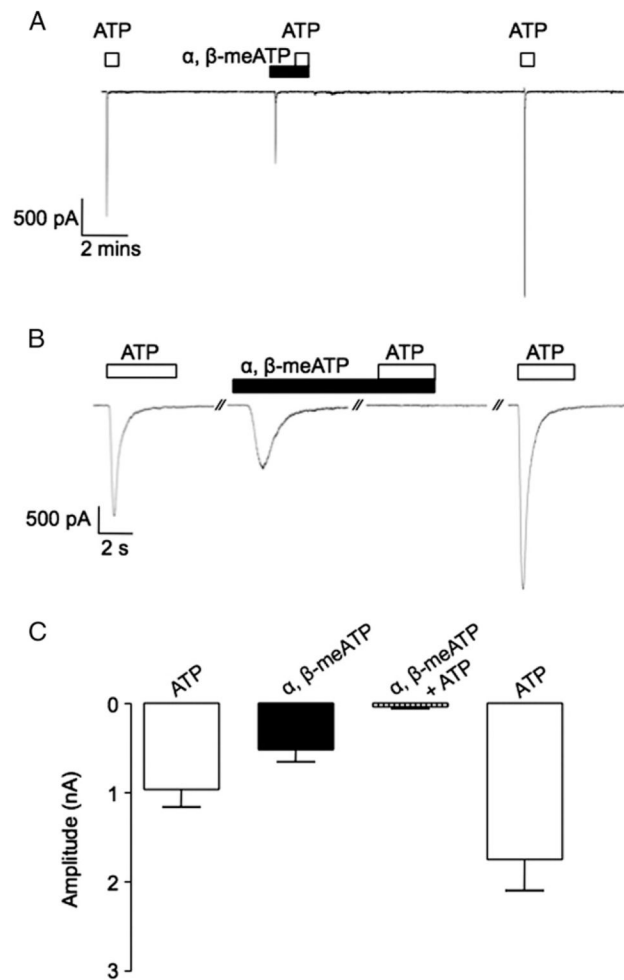 A
ATP ATP ATP
α, β-meATP
500 pA
2 mins
B
ATP α, β-meATP ATP ATP
// // //
500 pA
2 s
C
ATP α, β-meATP α, β-meATP + ATP ATP
0
1
2
3
Amplitude (nA)